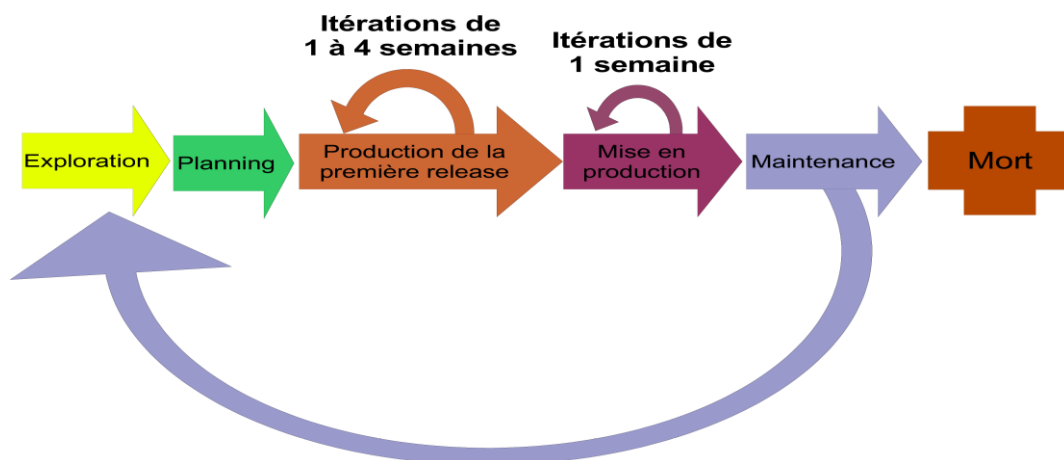 Itérations de
1 à 4 semaines
Itérations de
1 semaine
Exploration
Planning
Production de la
première release
Mise en
production
Maintenance
Mort